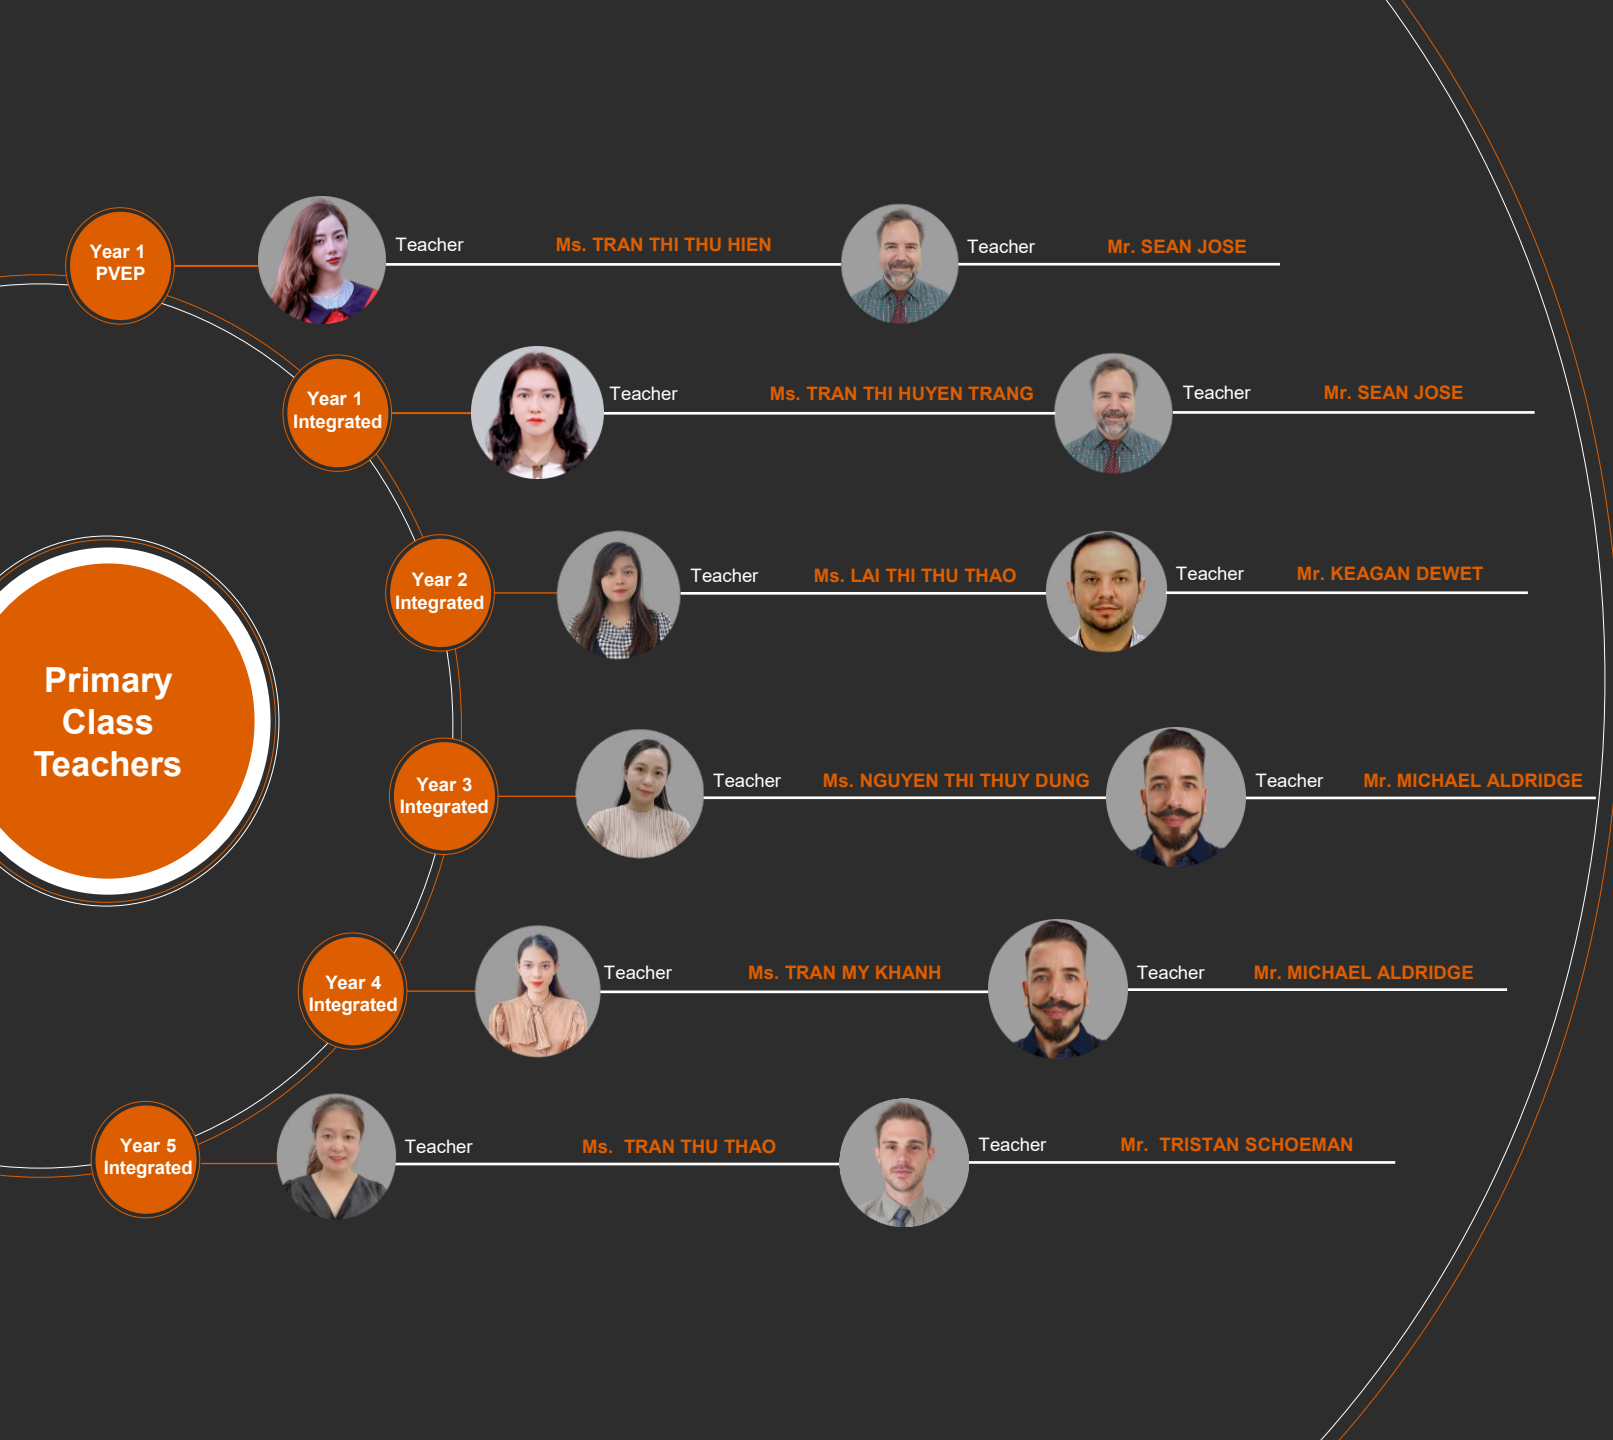 Year 1
PVEP
Teacher Ms. TRAN THI THU HIEN Teacher Mr. SEAN JOSE
Year 1
Integrated
Teacher Ms. TRAN THI HUYEN TRANG Teacher Mr. SEAN JOSE
Year 2
Integrated
Teacher Ms. LAI THI THU THAO Teacher Mr. KEAGAN DEWET
Primary
Class
Teachers
Year 3
Integrated
Teacher Ms. NGUYEN THI THUY DUNG Teacher Mr. MICHAEL ALDRIDGE
Year 4
Integrated
Teacher Ms. TRAN MY KHANH Teacher Mr. MICHAEL ALDRIDGE
Year 5
Integrated
Teacher Ms. TRAN THU THAO Teacher Mr. TRISTAN SCHOEMAN